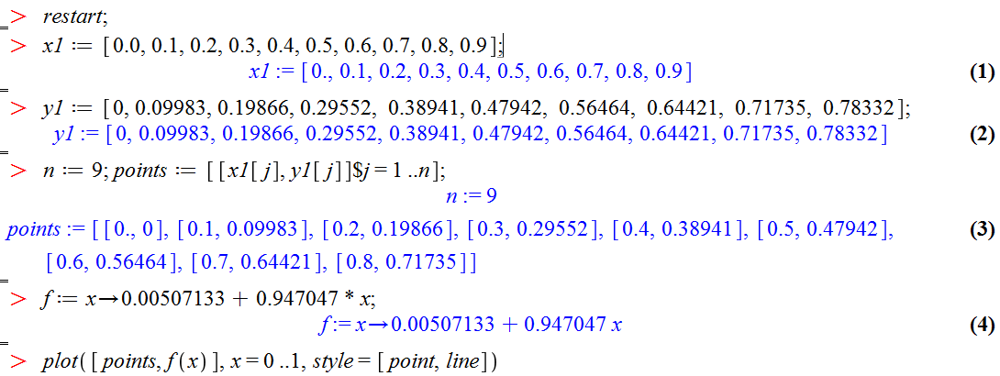 > restart;
> x1 := [0.0, 0.1, 0.2, 0.3, 0.4, 0.5, 0.6, 0.7, 0.8, 0.9];
x1 := [0., 0.1, 0.2, 0.3, 0.4, 0.5, 0.6, 0.7, 0.8, 0.9] (1)
> y1 := [0, 0.09983, 0.19866, 0.29552, 0.38941, 0.47942, 0.56464, 0.64421, 0.71735, 0.78332];
y1 := [0, 0.09983, 0.19866, 0.29552, 0.38941, 0.47942, 0.56464, 0.64421, 0.71735, 0.78332] (2)
> n := 9; points := [[x1[j], y1[j]]$j = 1 ..n];
n := 9
points := [[0., 0], [0.1, 0.09983], [0.2, 0.19866], [0.3, 0.29552], [0.4, 0.38941], [0.5, 0.47942], (3)
[0.6, 0.56464], [0.7, 0.64421], [0.8, 0.71735]]
> f := x→0.00507133 + 0.947047 * x;
f := x→0.00507133 + 0.947047 x (4)
> plot([points, f(x)], x = 0 ..1, style = [point, line])